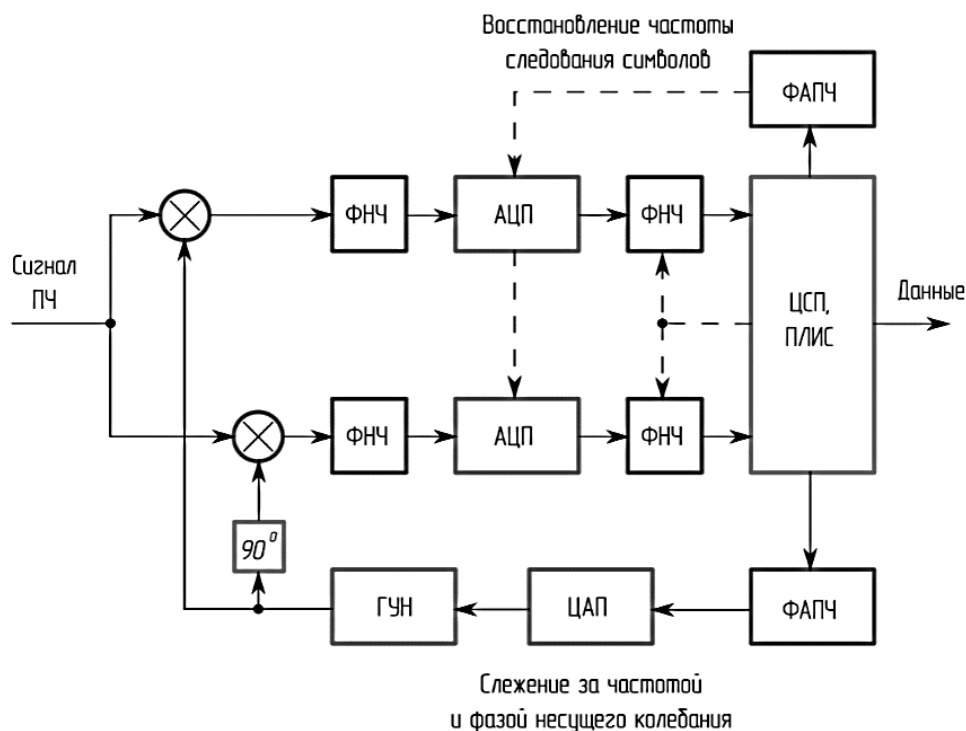 Восстановление частоты
следования символов
ФАПЧ
ФНЧ
АЦП
ФНЧ
Сигнал
ПЧ
ЦСП,
ПЛИС
Данные
ФНЧ
АЦП
ФНЧ
90°
ГУН
ЦАП
ФАПЧ
Слежение за частотой
и фазой несущего колебания